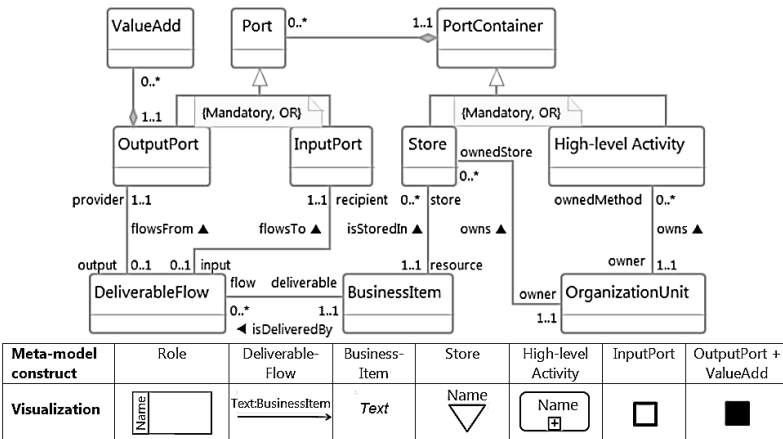 ValueAdd
Port
0..*
1..1
PortContainer
0..*
{Mandatory, OR}
{Mandatory, OR}
1..1
OutputPort
InputPort
Store
ownedStore
High-level Activity
0..*
provider
1..1
1..1
recipient
0..*
store
ownedMethod
0..*
flowsFrom ▲
flowsTo ▲
isStoredIn ▲
owns ▲
owns ▲
output
0..1
0..1
input
1..1
resource
owner
1..1
DeliverableFlow
flow
deliverable
BusinessItem
owner
OrganizationUnit
0..*
1..1
1..1
◄ isDeliveredBy
Meta-model construct
Role
Deliverable-Flow
Business-Item
Store
High-level Activity
InputPort
OutputPort + ValueAdd
Visualization
Name
Text:BusinessItem
Text
Name
Name